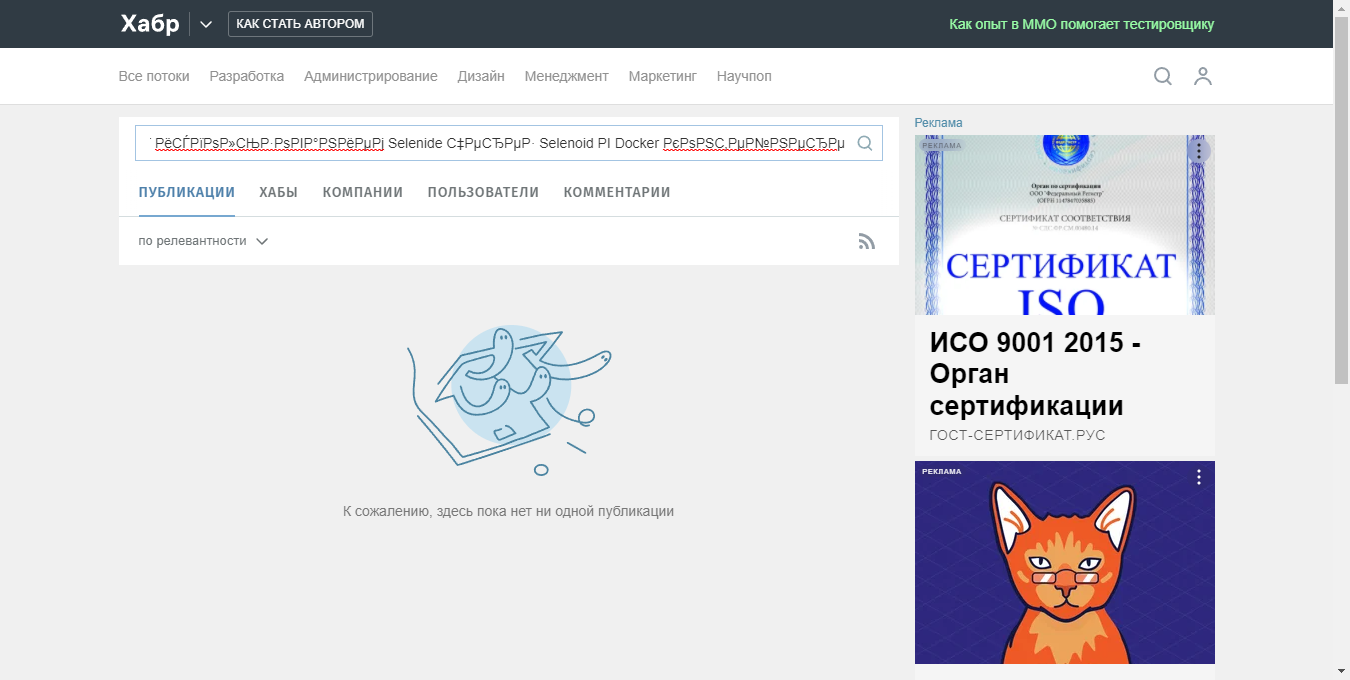 Хабр
КАК СТАТЬ АВТОРОМ
Как опыт в ММО помогает тестировщику
Все потоки Разработка Администрирование Дизайн Менеджмент Маркетинг Научпоп
РёСЃРїРѕР»СЊР·РѕРІР°РЅРёРµРј Selenide С‡РµСЂРµР· Selenoid РІ Docker РєРѕРЅС‚РµР№РЅРµСЂРµ
ПУБЛИКАЦИИ ХАБЫ КОМПАНИИ ПОЛЬЗОВАТЕЛИ КОММЕНТАРИИ
по релевантности
К сожалению, здесь пока нет ни одной публикации
Реклама
РЕКЛАМА
Орган по сертификации
ООО "Федеральный Регистр"
СЕРТИФИКАТ СООТВЕТСТВИЯ
СЕРТИФИКАТ
ISO
ИСО 9001 2015 -
Орган
сертификации
ГОСТ-СЕРТИФИКАТ.РУС
РЕКЛАМА